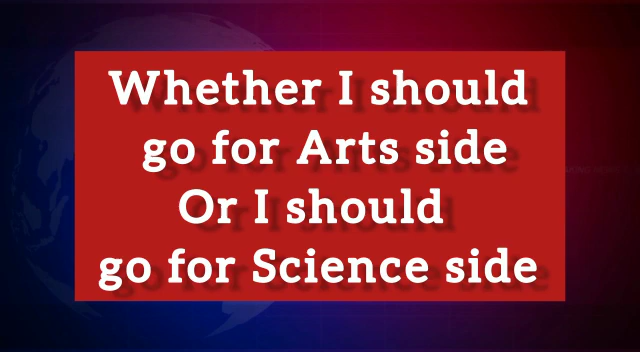 Whether I should
go for Arts side
Or I should
go for Science side